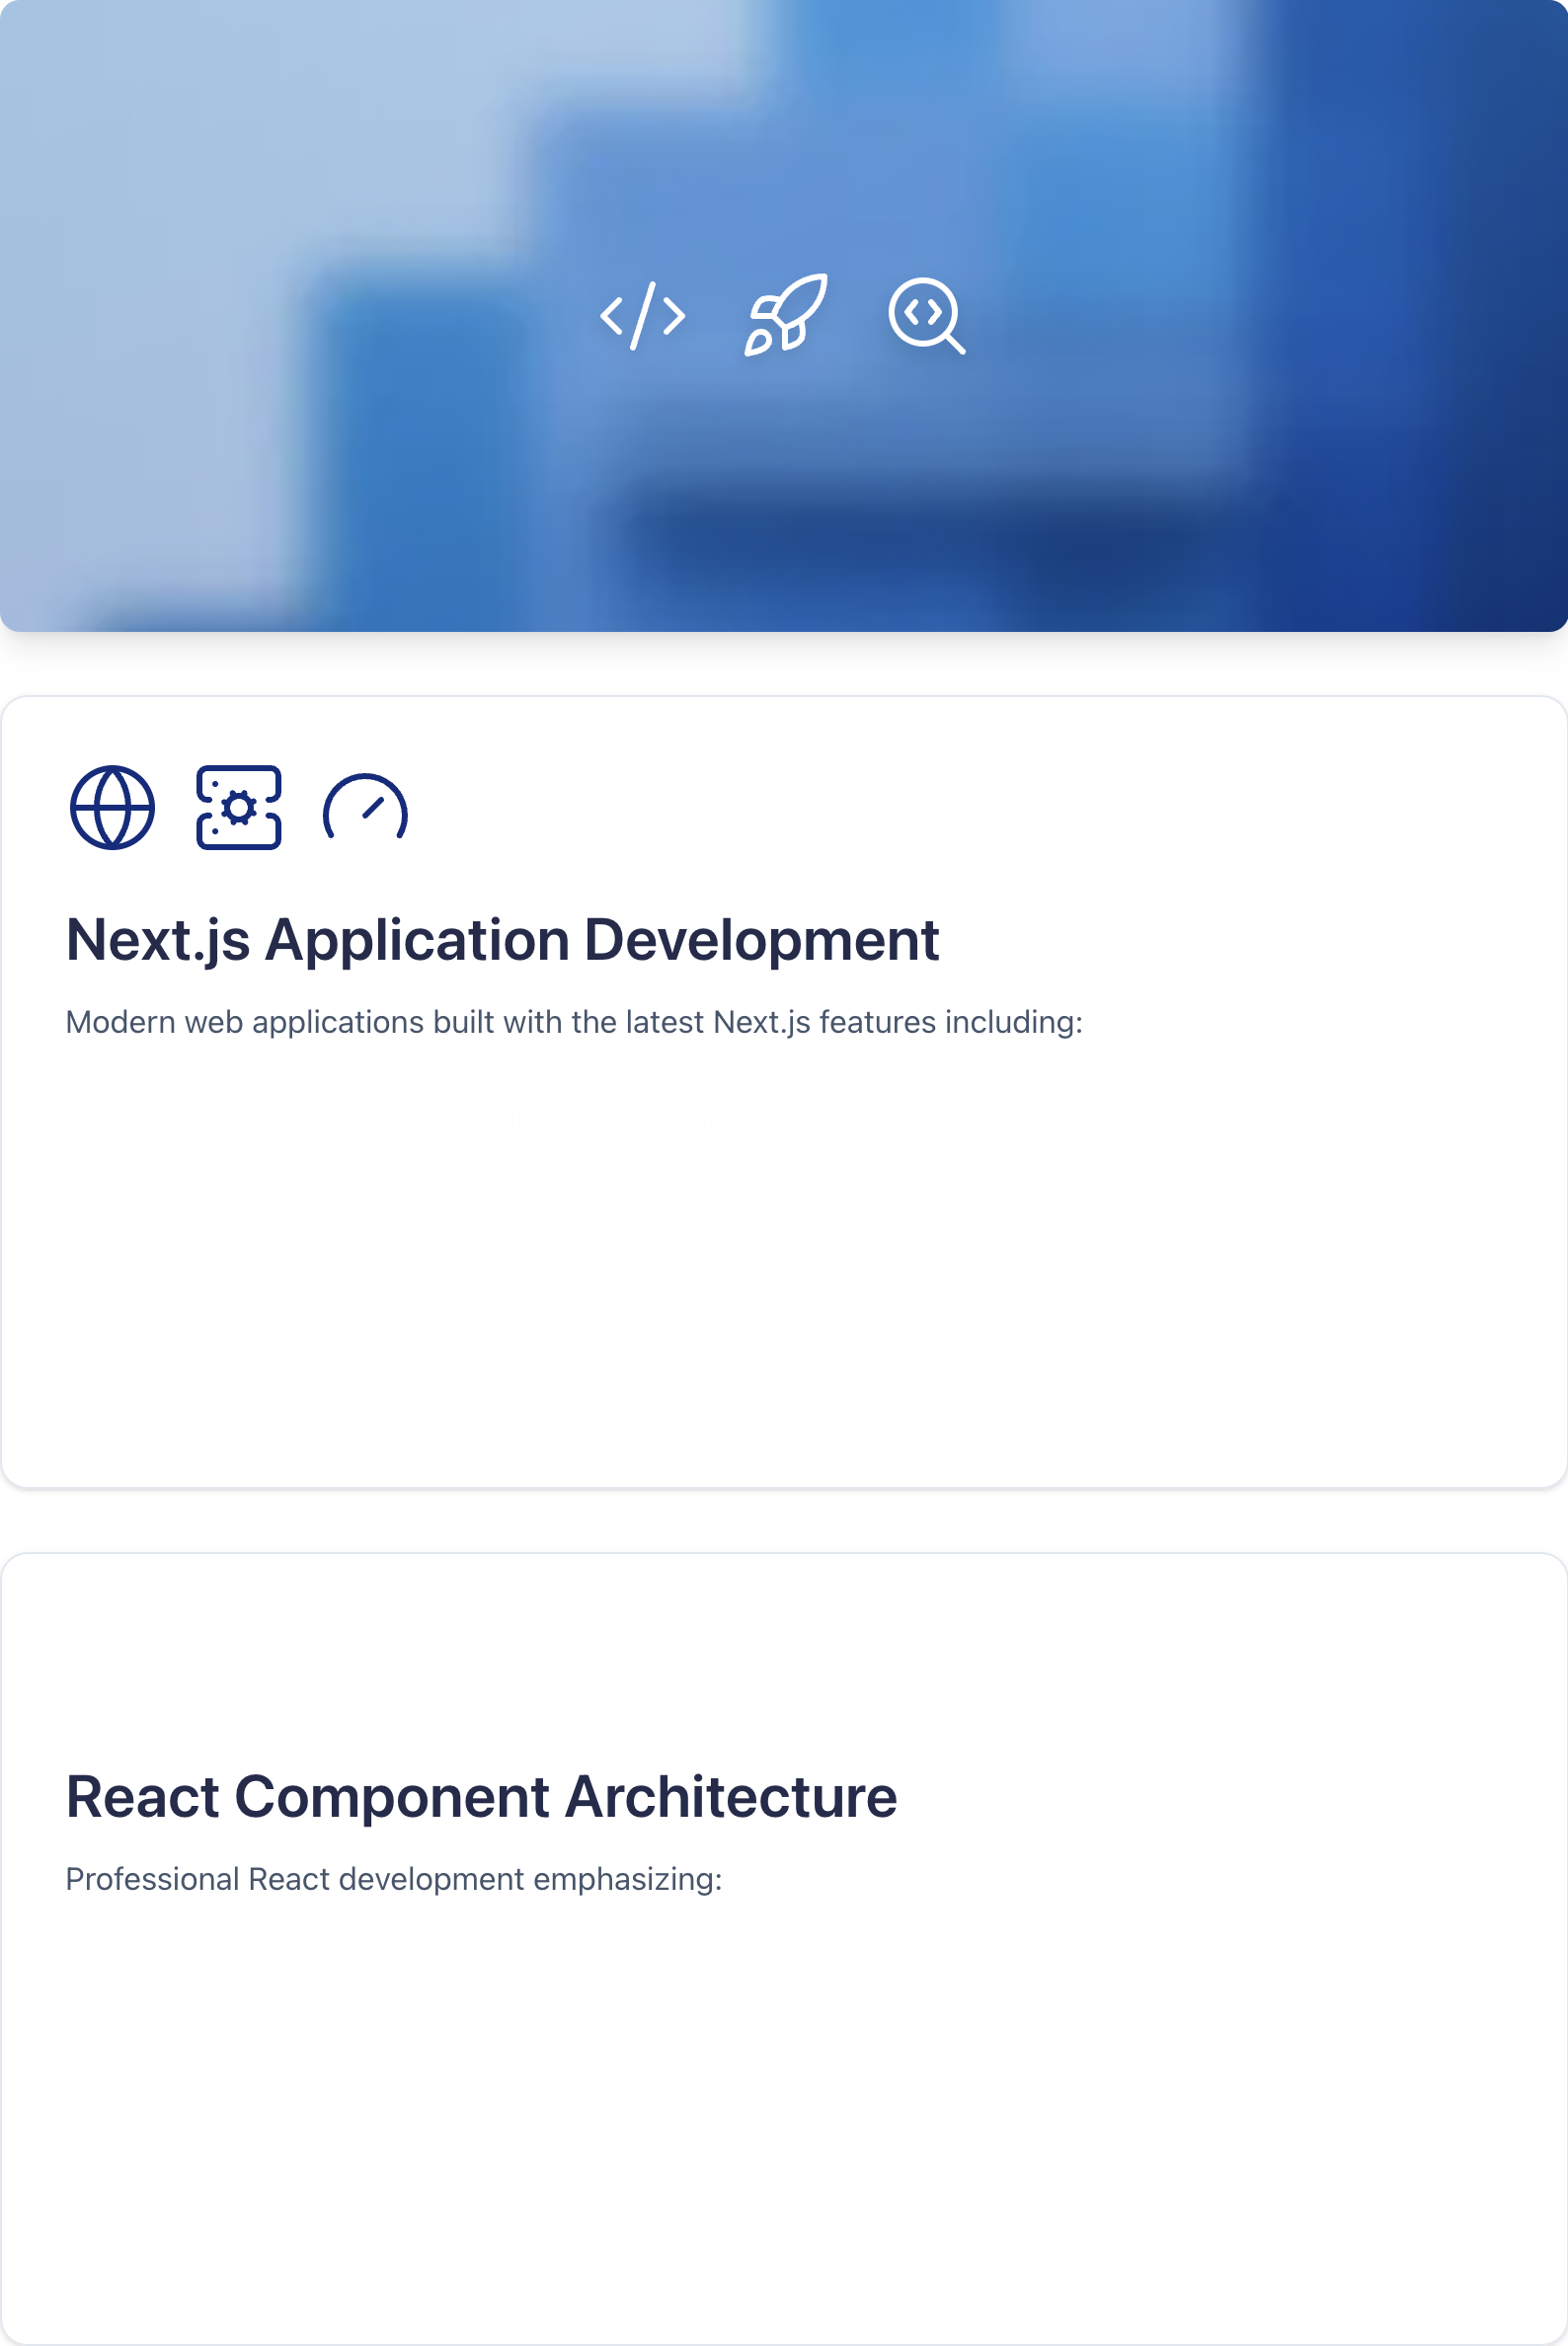 Next.js Application Development
Modern web applications built with the latest Next.js features including:
React Component Architecture
Professional React development emphasizing: